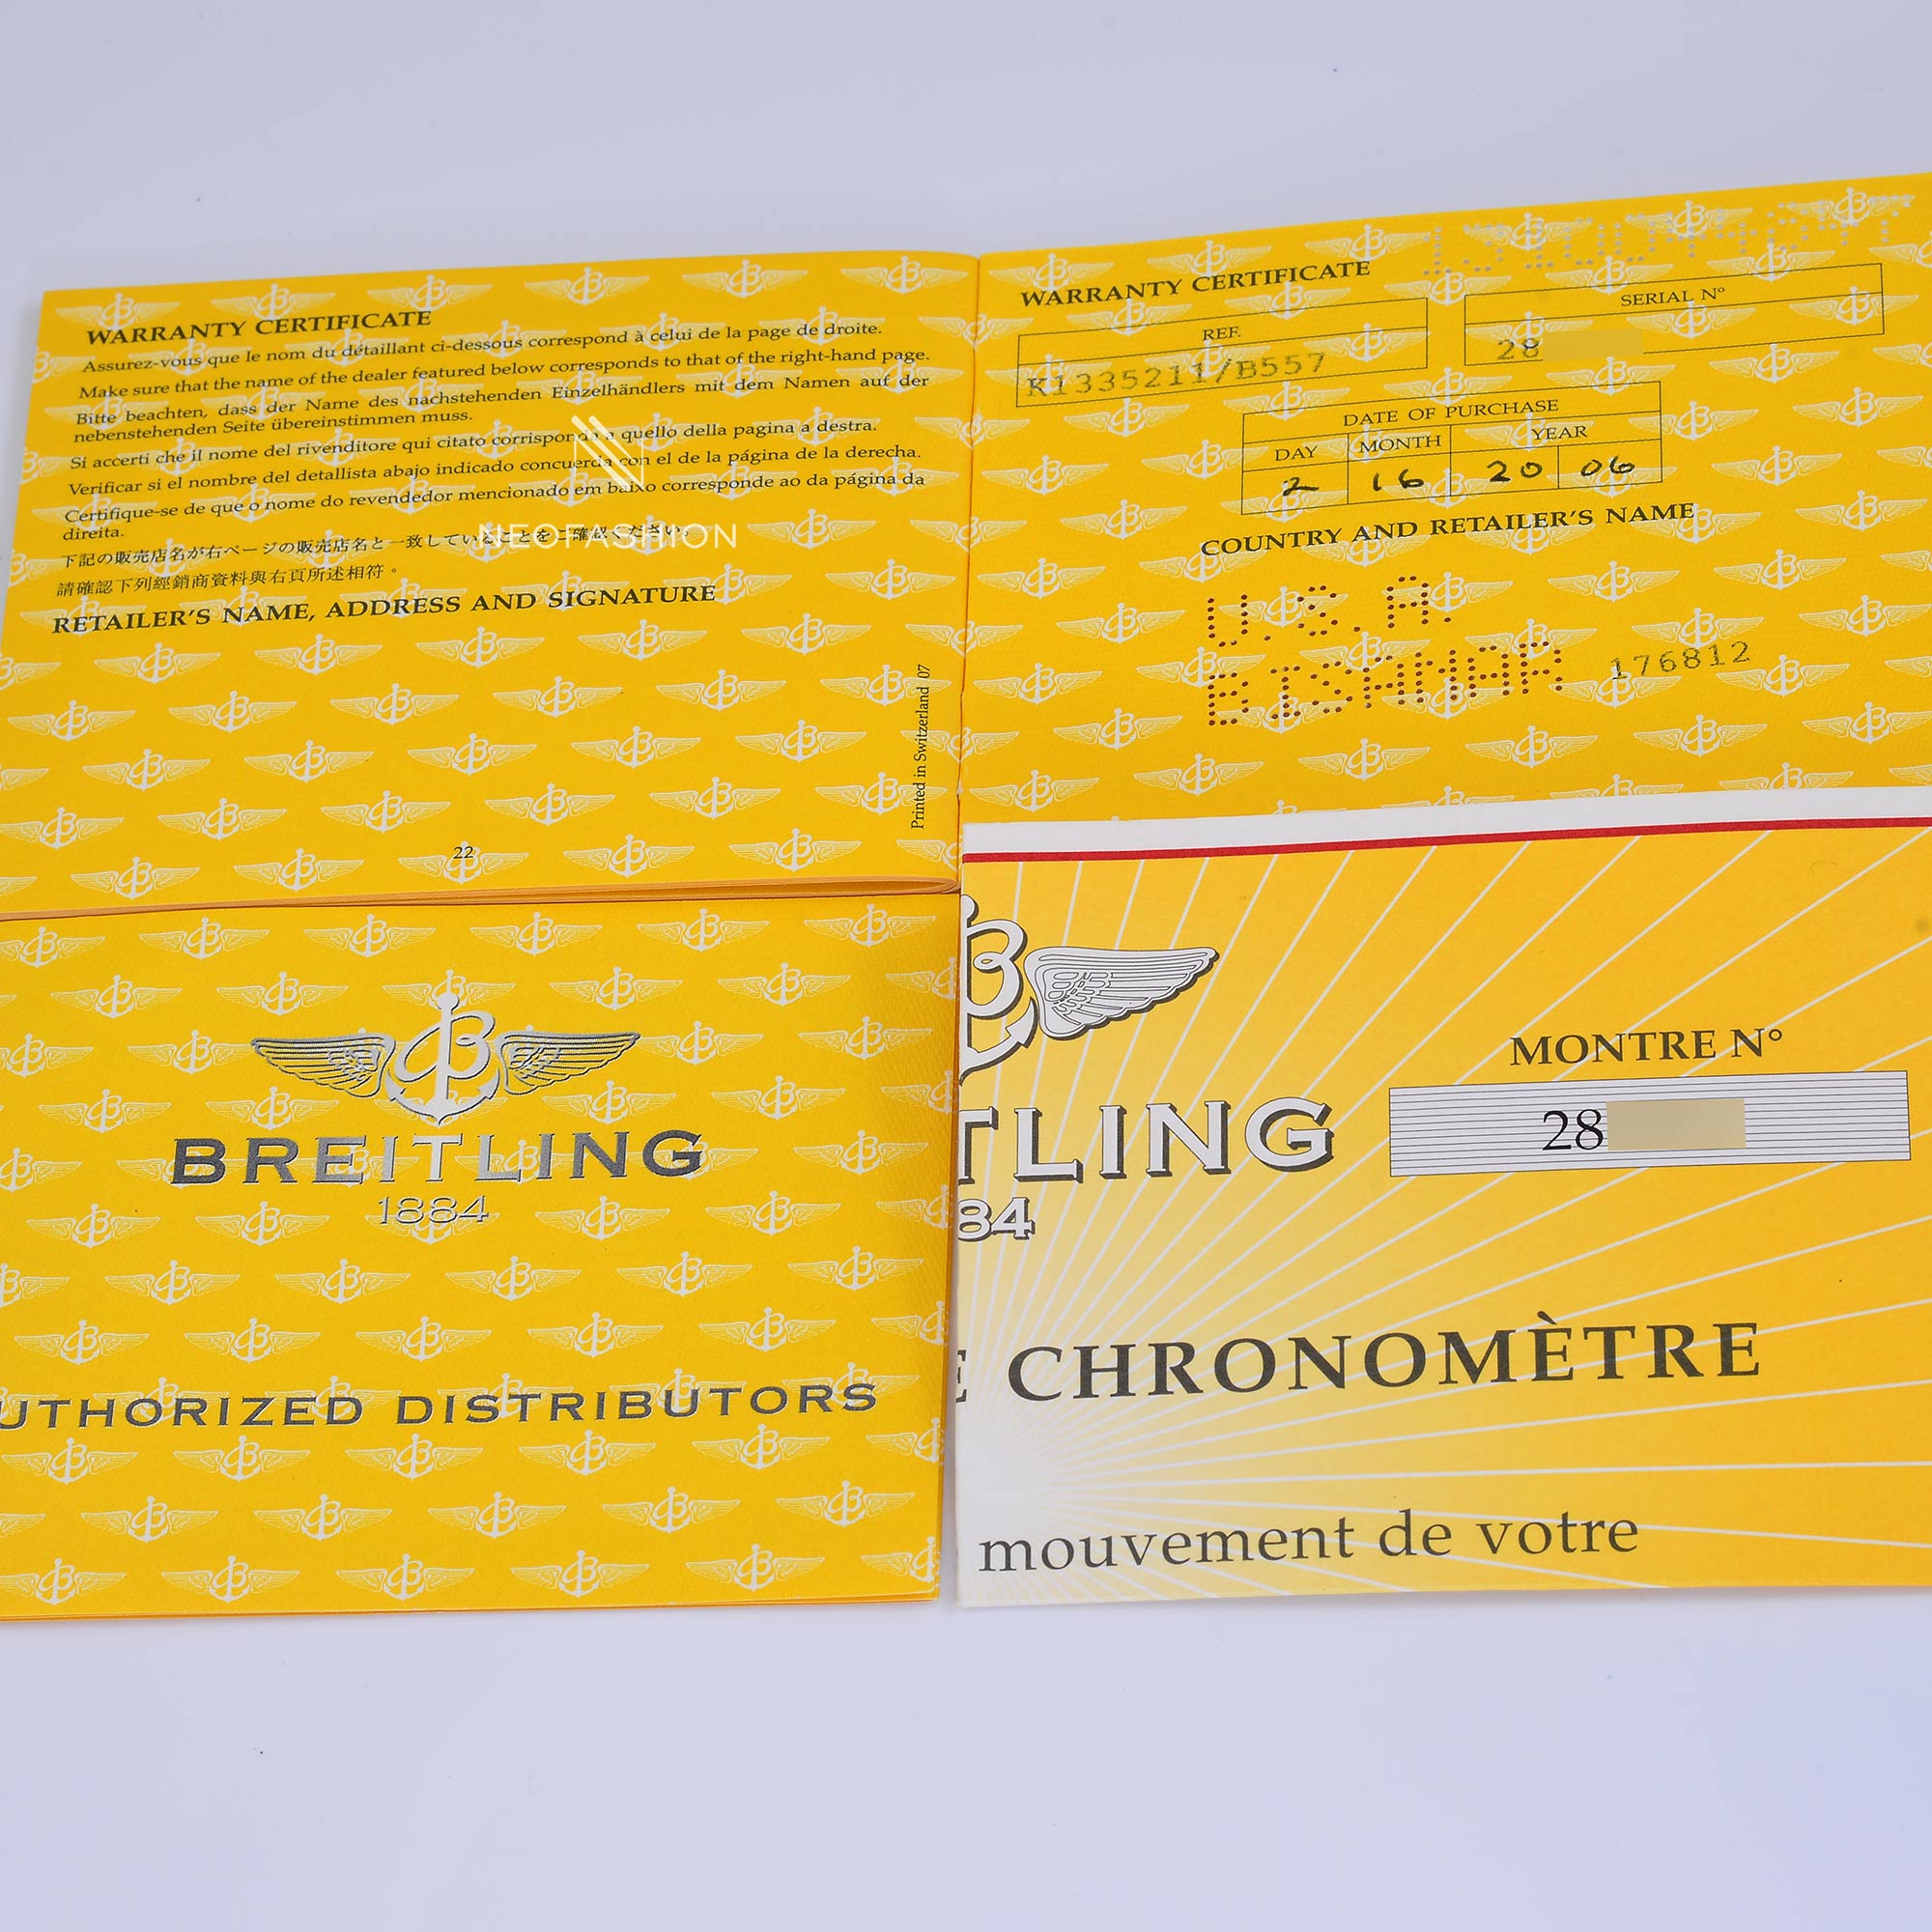 WARRANTY CERTIFICATE
Assurez-vous que le nom du détaillant ci-dessous correspond à celui de la page de droite.
Make sure that the name of the dealer featured below corresponds to that of the right-hand page.
Bitte beachten, dass der Name des nachstehenden Einzelhändlers mit dem Namen auf der
nebenstehenden Seite übereinstimmen muss.
Si accerti che il nome del rivenditore qui citato corrisponda a quello della pagina a destra.
Verificar si el nombre del detallista abajo indicado concuerda con el de la página de la derecha.
Certifique-se de que o nome do revendedor mencionado em baixo corresponde ao da página da
direita.
下記の販売店名が右ページの販売店名と一致していることをご確認ください。
請確認下列經銷商資料與右頁所述相符。
RETAILER'S NAME, ADDRESS AND SIGNATURE
NEOFASHION
Printed in Switzerland 07
22
WARRANTY CERTIFICATE
REF.
K1335211/B557
SERIAL N°
28
DATE OF PURCHASE
DAY MONTH YEAR
2 16 20 06
COUNTRY AND RETAILER'S NAME
U.S.A.
BISAMAR 176812
BREITLING
1884
UTHORIZED DISTRIBUTORS
TLING
84
MONTRE N°
28
E CHRONOMÈTRE
mouvement de votre